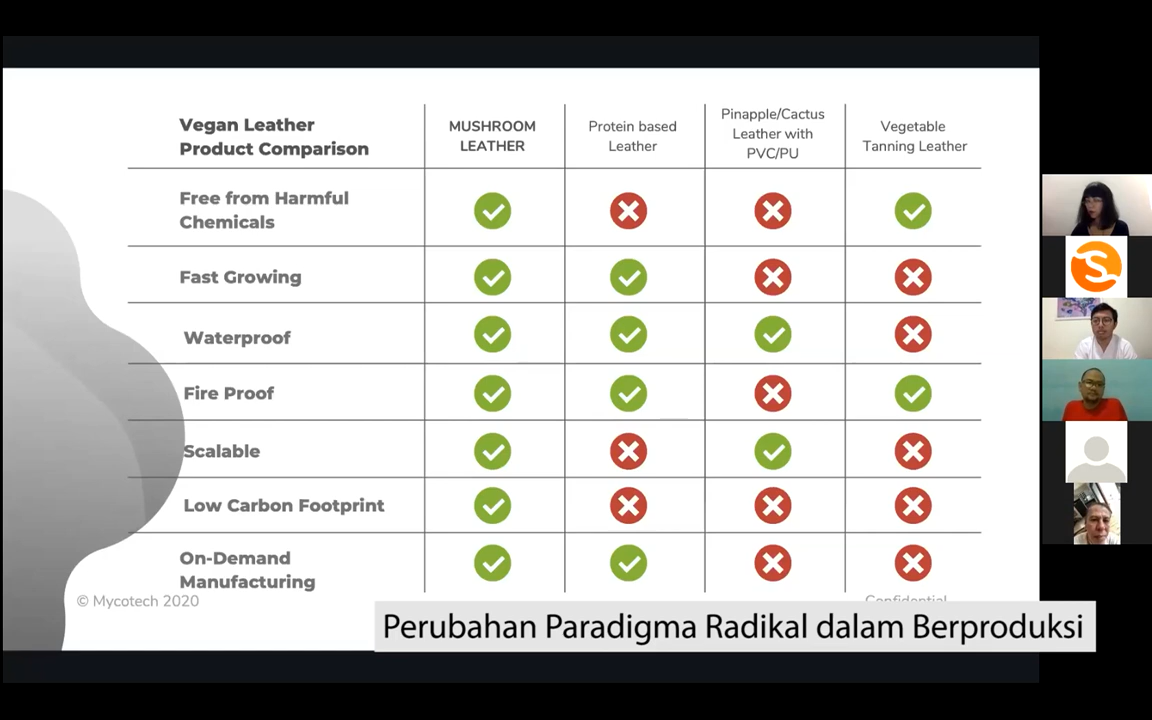 Vegan Leather
Product Comparison
MUSHROOM
LEATHER
Protein based
Leather
Pinapple/Cactus
Leather with
PVC/PU
Vegetable
Tanning Leather
Free from Harmful
Chemicals
Fast Growing
Waterproof
Fire Proof
Scalable
Low Carbon Footprint
On-Demand
Manufacturing
© Mycotech 2020
Confidential
Perubahan Paradigma Radikal dalam Berproduksi
S